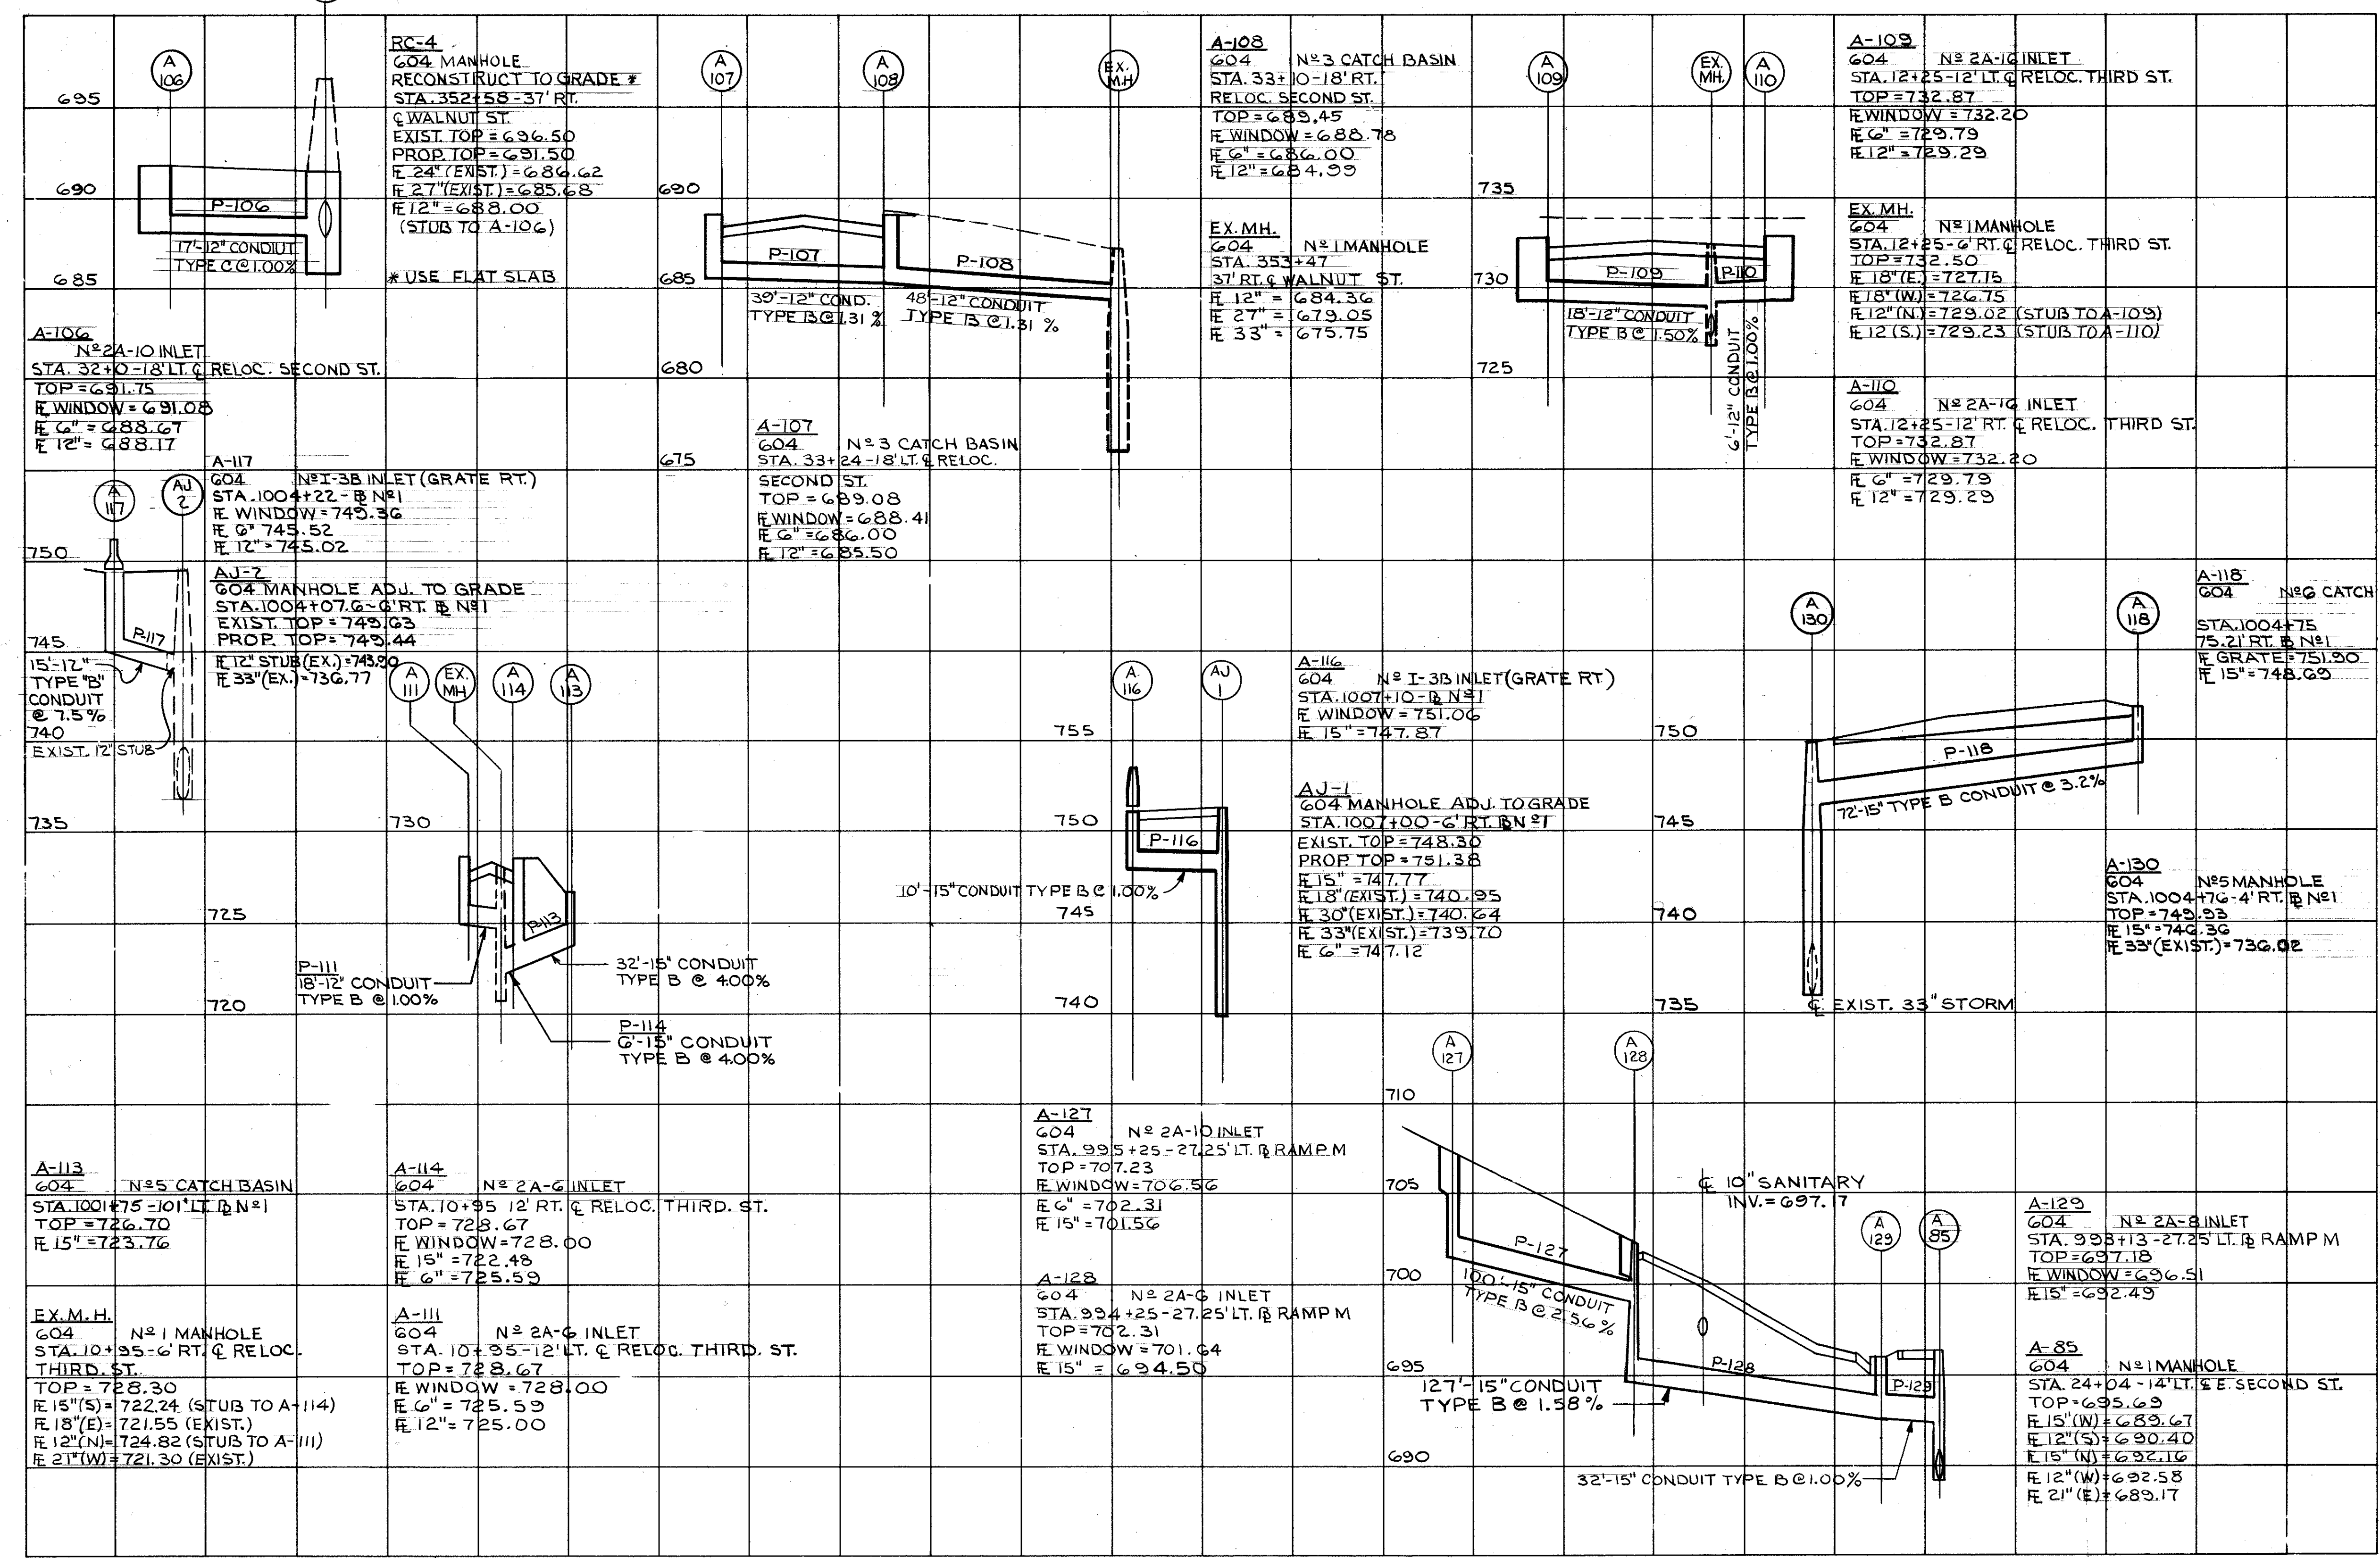 A
106
RC-4
604 MANHOLE
RECONSTRUCT TO GRADE *
STA. 352+58-37' RT.
℄ WALNUT ST.
EXIST. TOP = 696.50
PROP. TOP = 691.50
FL 24" (EXIST.) = 686.62
FL 27" (EXIST.) = 685.68
FL 12" = 688.00
(STUB TO A-106)
* USE FLAT SLAB
695
690
685
P-106
17'-12" CONDIUT
TYPE C @ 1.00%
A-106
Nº 2A-10 INLET
STA. 32+0-18' LT. ℄ RELOC. SECOND ST.
TOP = 691.75
FL WINDOW = 691.08
FL 6" = 688.67
FL 12" = 688.17
A
107
A
108
EX.
M.H
690
685
680
675
P-107
P-108
39'-12" COND.
TYPE B @ 1.31 %
48'-12" CONDUIT
TYPE B @ 1.31 %
A-107
604 Nº 3 CATCH BASIN
STA. 33+24-18' LT. ℄ RELOC.
SECOND ST.
TOP = 689.08
FL WINDOW = 688.41
FL 6" = 686.00
FL 12" = 685.50
A-108
604 Nº 3 CATCH BASIN
STA. 33+10-18' RT.
RELOC. SECOND ST.
TOP = 689.45
FL WINDOW = 688.78
FL 6" = 686.00
FL 12" = 684.99
EX. MH.
604 Nº 1 MANHOLE
STA. 353+47
37' RT. ℄ WALNUT ST.
FL 12" = 684.36
FL 27" = 679.05
FL 33" = 675.75
A
109
EX.
MH.
A
110
735
730
725
P-109
P-110
18'-12" CONDUIT
TYPE B @ 1.50%
6'-12" CONDUIT
TYPE B @ 1.00%
A-109
604 Nº 2A-16 INLET
STA. 12+25-12' LT. ℄ RELOC. THIRD ST.
TOP = 732.87
FL WINDOW = 732.20
FL 6" = 729.79
FL 12" = 729.29
EX. MH.
604 Nº 1 MANHOLE
STA. 12+25-6' RT. ℄ RELOC. THIRD ST.
TOP = 732.50
FL 18" (E.) = 727.15
FL 18" (W.) = 726.75
FL 12" (N.) = 729.02 (STUB TO A-109)
FL 12 (S.) = 729.23 (STUB TO A-110)
A-110
604 Nº 2A-16 INLET
STA. 12+25-12' RT. ℄ RELOC. THIRD ST.
TOP = 732.87
FL WINDOW = 732.20
FL 6" = 729.79
FL 12" = 729.29
A
117
AJ
2
750
745
740
735
P-117
15'-12"
TYPE "B"
CONDUIT
@ 7.5%
EXIST. 12" STUB
A-117
604 Nº I-3B INLET (GRATE RT.)
STA. 1004+22 - BL Nº 1
FL WINDOW = 749.36
FL 6" 745.52
FL 12" = 745.02
AJ-2
604 MANHOLE ADJ. TO GRADE
STA. 1004+07.6-6' RT. BL Nº 1
EXIST. TOP = 749.63
PROP. TOP = 749.44
FL 12" STUB (EX.) = 743.90
FL 33" (EX.) = 736.77
A
111
EX.
MH
A
114
A
113
730
725
720
P-113
P-111
18'-12" CONDUIT
TYPE B @ 1.00%
32'-15" CONDUIT
TYPE B @ 4.00%
P-114
6'-15" CONDUIT
TYPE B @ 4.00%
A
116
AJ
1
755
750
745
740
P-116
10'-15" CONDUIT TYPE B @ 1.00%
A-116
604 Nº I-3B INLET (GRATE RT.)
STA. 1007+10 - BL Nº 1
FL WINDOW = 751.06
FL 15" = 747.87
AJ-1
604 MANHOLE ADJ. TO GRADE
STA. 1007+00-6' RT. BL Nº 1
EXIST. TOP = 748.30
PROP. TOP = 751.38
FL 15" = 747.77
FL 18" (EXIST.) = 740.95
FL 30" (EXIST.) = 740.64
FL 33" (EXIST.) = 739.70
FL 6" = 747.12
A
130
A
118
750
745
740
735
P-118
72'-15" TYPE B CONDUIT @ 3.2%
℄ EXIST. 33" STORM
A-118
604 Nº 6 CATCH
STA. 1004+75
75.21' RT. BL Nº 1
FL GRATE = 751.90
FL 15" = 748.69
A-130
604 Nº 5 MANHOLE
STA. 1004+76-4' RT. BL Nº 1
TOP = 749.93
FL 15" = 746.36
FL 33" (EXIST.) = 736.02
A-113
604 Nº 5 CATCH BASIN
STA. 1001+75-101' LT. BL Nº 1
TOP = 726.70
FL 15" = 723.76
EX. M. H.
604 Nº 1 MANHOLE
STA. 10+95-6' RT. ℄ RELOC.
THIRD. ST.
TOP = 728.30
FL 15" (S) = 722.24 (STUB TO A-114)
FL 18" (E) = 721.55 (EXIST.)
FL 12" (N) = 724.82 (STUB TO A-111)
FL 21" (W) = 721.30 (EXIST.)
A-114
604 Nº 2A-6 INLET
STA. 10+95 12' RT. ℄ RELOC. THIRD. ST.
TOP = 728.67
FL WINDOW = 728.00
FL 15" = 722.48
FL 6" = 725.59
A-111
604 Nº 2A-6 INLET
STA. 10+95-12' LT. ℄ RELOC. THIRD. ST.
TOP = 728.67
FL WINDOW = 728.00
FL 6" = 725.59
FL 12" = 725.00
A-127
604 Nº 2A-10 INLET
STA. 995+25-27.25' LT. BL RAMP M
TOP = 707.23
FL WINDOW = 706.56
FL 6" = 702.31
FL 15" = 701.56
A-128
604 Nº 2A-6 INLET
STA. 994+25-27.25' LT. BL RAMP M
TOP = 702.31
FL WINDOW = 701.64
FL 15" = 694.50
A
127
A
128
A
129
A
85
710
705
700
695
690
℄ 10" SANITARY
INV. = 697.17
P-127
100'-15" CONDUIT
TYPE B @ 2.56%
P-128
P-129
127'-15" CONDUIT
TYPE B @ 1.58%
32'-15" CONDUIT TYPE B @ 1.00%
A-129
604 Nº 2A-8 INLET
STA. 993+13-27.25' LT. BL RAMP M
TOP = 697.18
FL WINDOW = 696.51
FL 15" = 692.49
A-85
604 Nº 1 MANHOLE
STA. 24+04-14' LT. ℄ E. SECOND ST.
TOP = 695.69
FL 15" (W) = 689.67
FL 12" (S) = 690.40
FL 15" (N) = 692.16
FL 12" (W) = 692.58
FL 21" (E) = 689.17